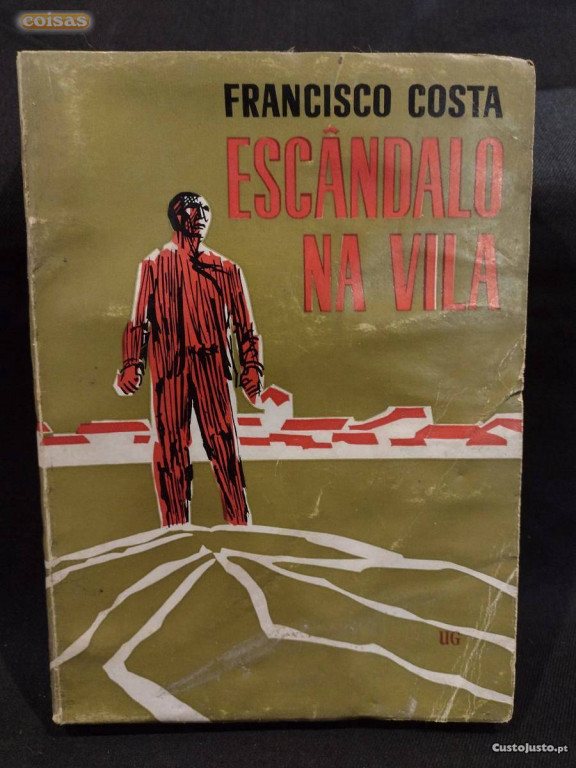 coisas
FRANCISCO COSTA
ESCÂNDALO
NA VILA
UG
CustoJusto.pt